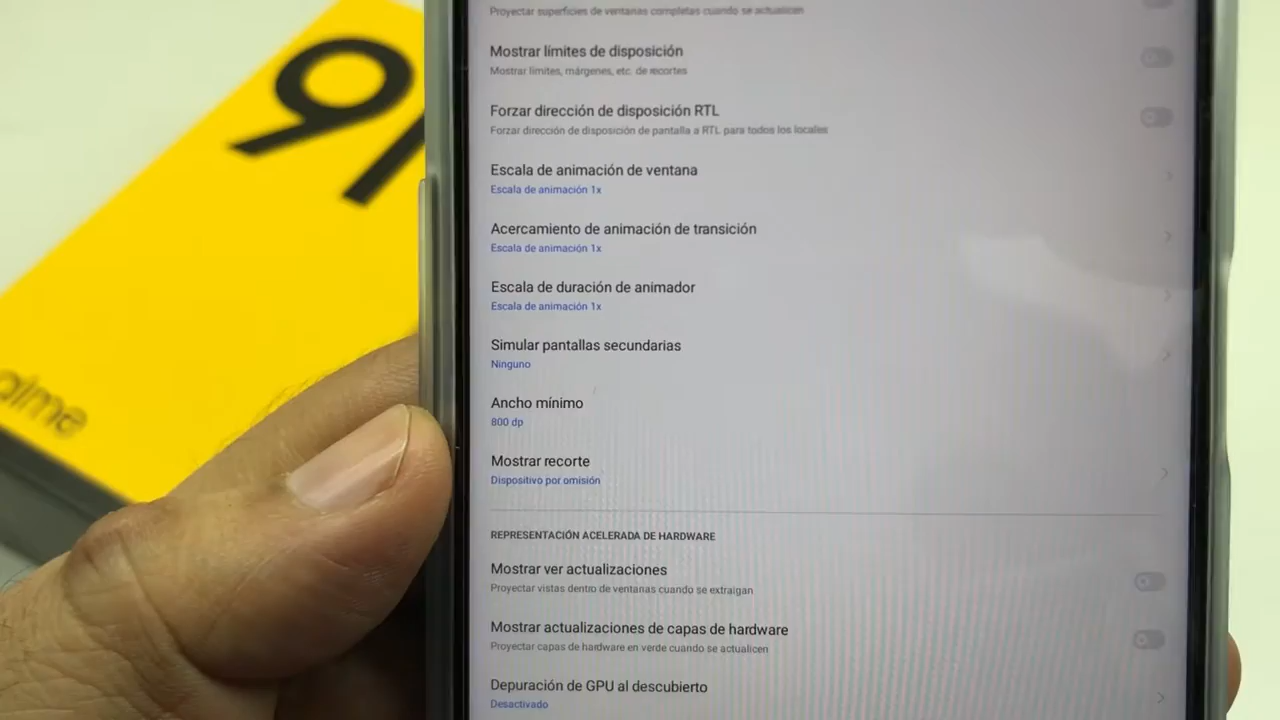 Proyectar superficies de ventanas completas cuando se actualicen
Mostrar límites de disposición
Mostrar límites, márgenes, etc. de recortes
Forzar dirección de disposición RTL
Forzar dirección de disposición de pantalla a RTL para todos los locales
Escala de animación de ventana
Escala de animación 1x
Acercamiento de animación de transición
Escala de animación 1x
Escala de duración de animador
Escala de animación 1x
Simular pantallas secundarias
Ninguno
Ancho mínimo
800 dp
Mostrar recorte
Dispositivo por omisión
REPRESENTACIÓN ACELERADA DE HARDWARE
Mostrar ver actualizaciones
Proyectar vistas dentro de ventanas cuando se extraigan
Mostrar actualizaciones de capas de hardware
Proyectar capas de hardware en verde cuando se actualicen
Depuración de GPU al descubierto
Desactivado
9
alme